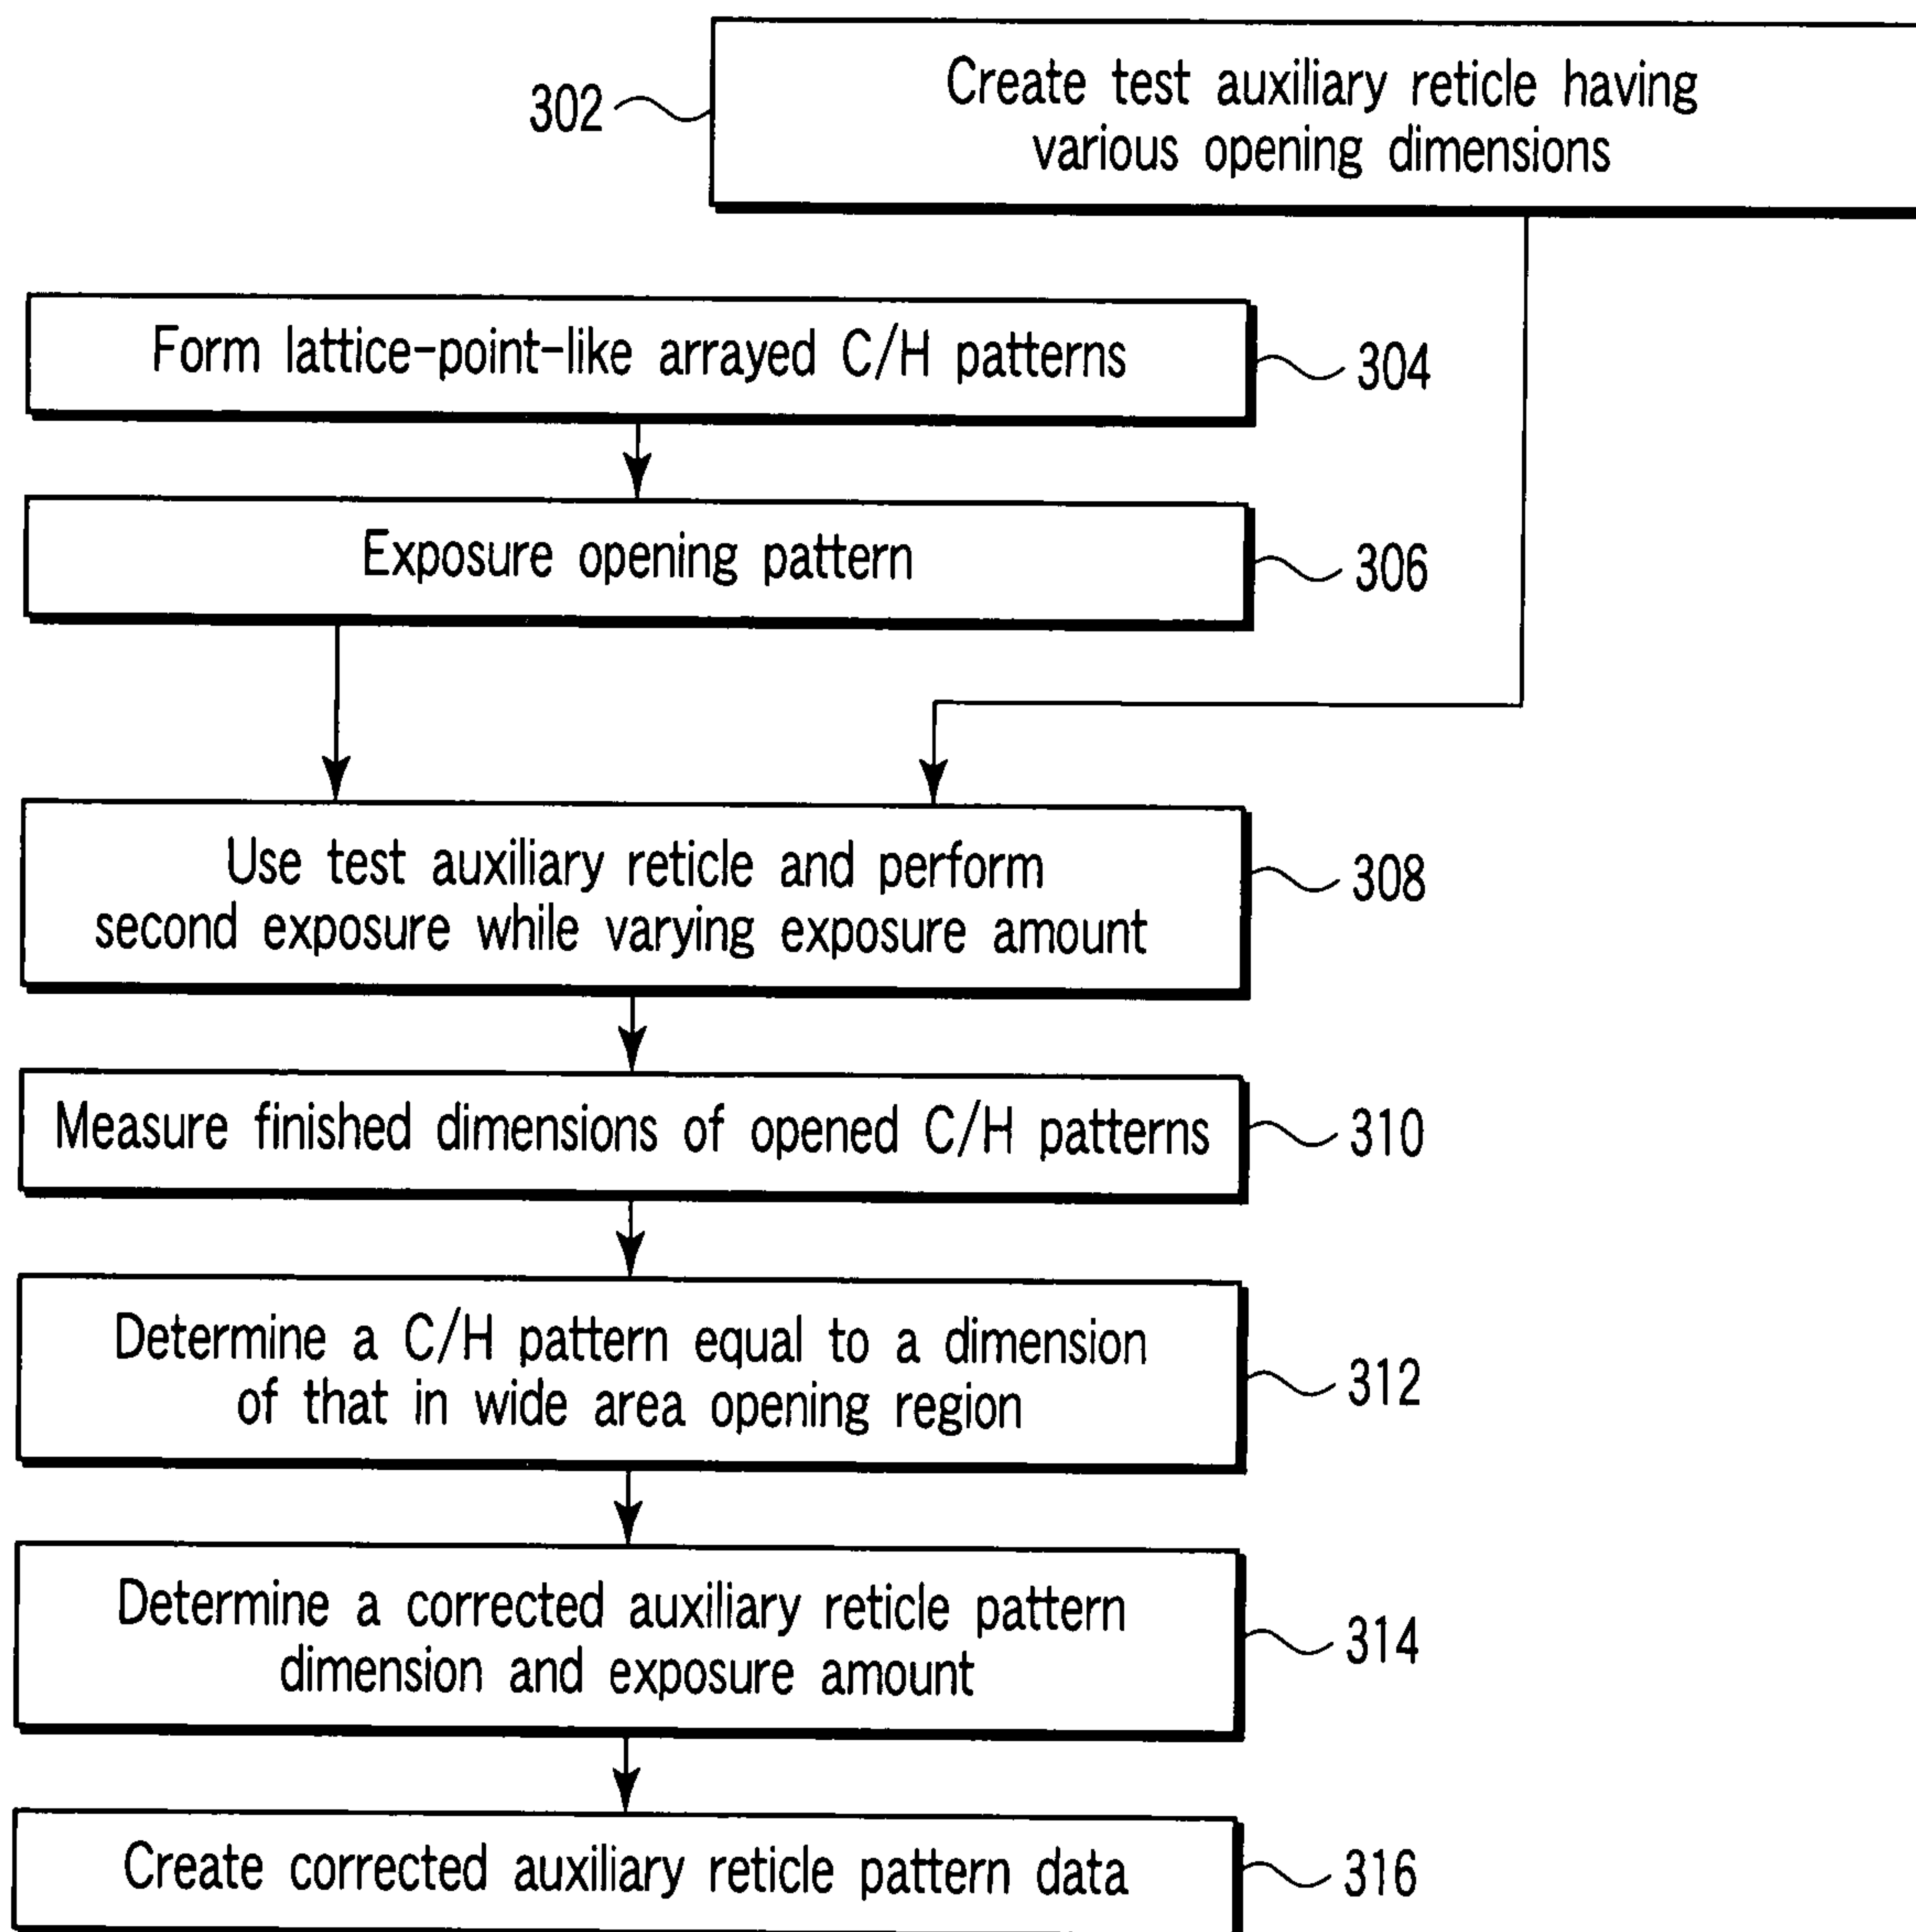 302
Create test auxiliary reticle having
various opening dimensions
Form lattice-point-like arrayed C/H patterns
304
Exposure opening pattern
306
Use test auxiliary reticle and perform
second exposure while varying exposure amount
308
Measure finished dimensions of opened C/H patterns
310
Determine a C/H pattern equal to a dimension
of that in wide area opening region
312
Determine a corrected auxiliary reticle pattern
dimension and exposure amount
314
Create corrected auxiliary reticle pattern data
316